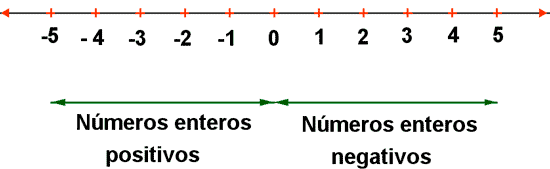 -5 - 4 -3 -2 -1 0 1 2 3 4 5
Números enteros
positivos
Números enteros
negativos